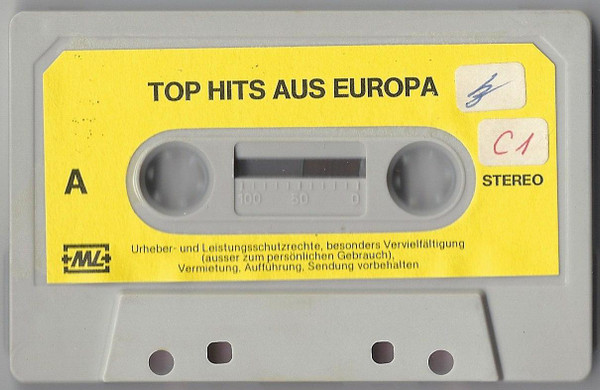 TOP HITS AUS EUROPA
C1
A
STEREO
100 50 0
+ML+
Urheber- und Leistungsschutzrechte, besonders Vervielfältigung
(ausser zum persönlichen Gebrauch),
Vermietung, Aufführung, Sendung vorbehalten